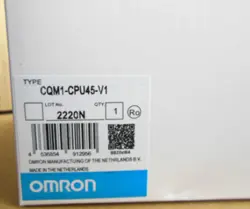 TYPE
CQM1-CPU45-V1
LOT No. QTY
2220N 1 Ro
OMRON MANUFACTURING OF THE NETHERLANDS B.V.
MADE IN THE NETHERLANDS
OMRON